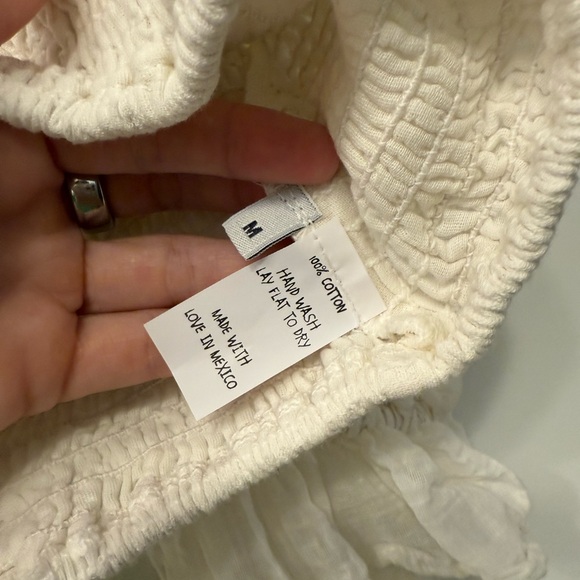 M
100% COTTON
HAND WASH
LAY FLAT TO DRY
MADE WITH
LOVE IN MEXICO